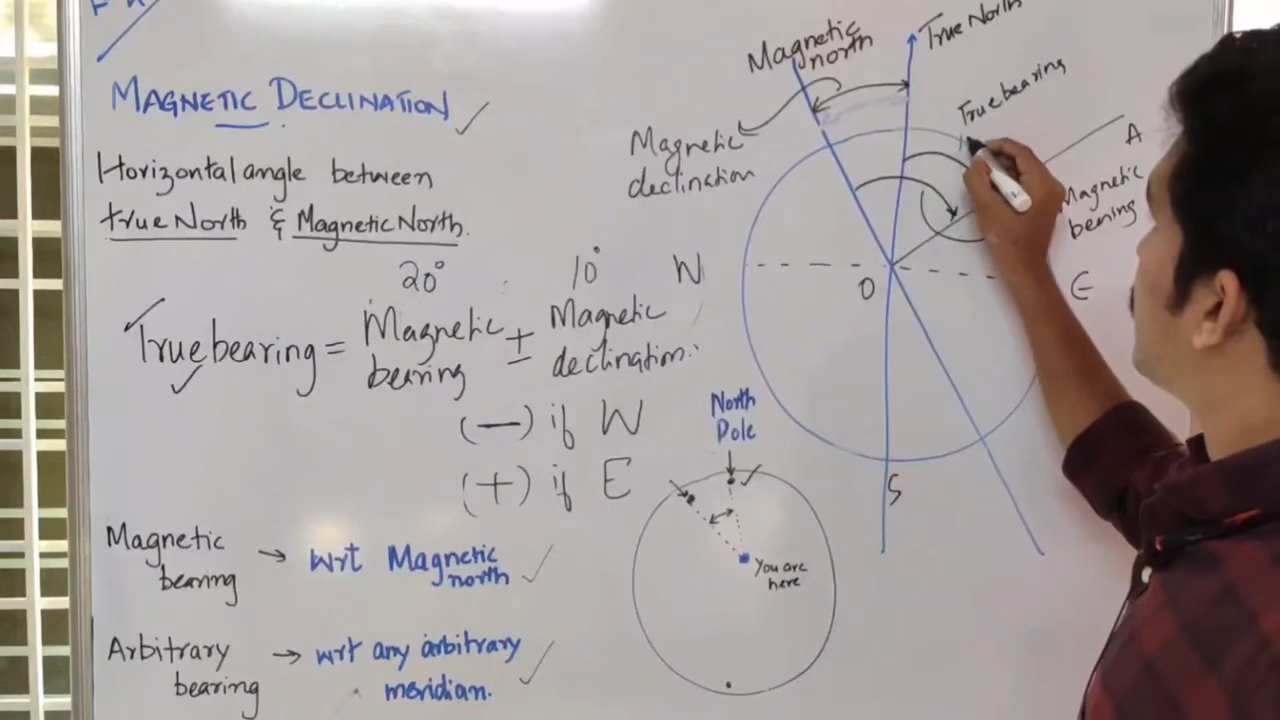 MAGNETIC DECLINATION
Horizontal angle between
true North & Magnetic North.
20° 10° W
True bearing = Magnetic bearing ± Magnetic declination.
(—) if W
(+) if E
Magnetic bearing → wrt Magnetic north
Arbitrary bearing → wrt any arbitrary meridian.
Magnetic north
True North
Magnetic declination
True bearing
A
Magnetic bearing
O
E
S
North Pole
You are here